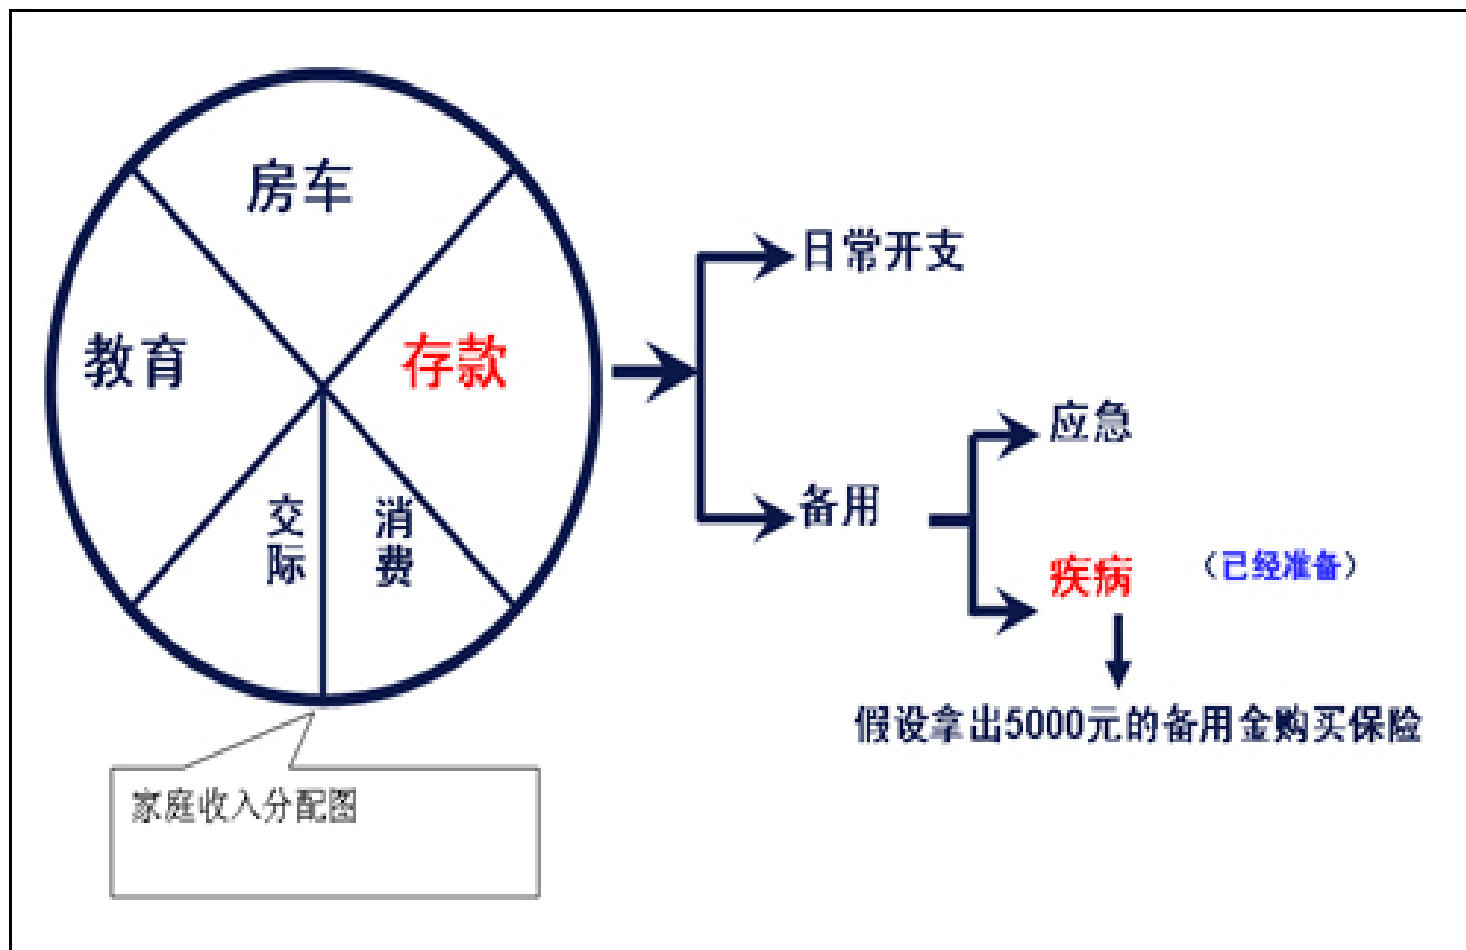 房车
教育
存款
交际
消费
日常开支
备用
应急
疾病
（已经准备）
假设拿出5000元的备用金购买保险
家庭收入分配图